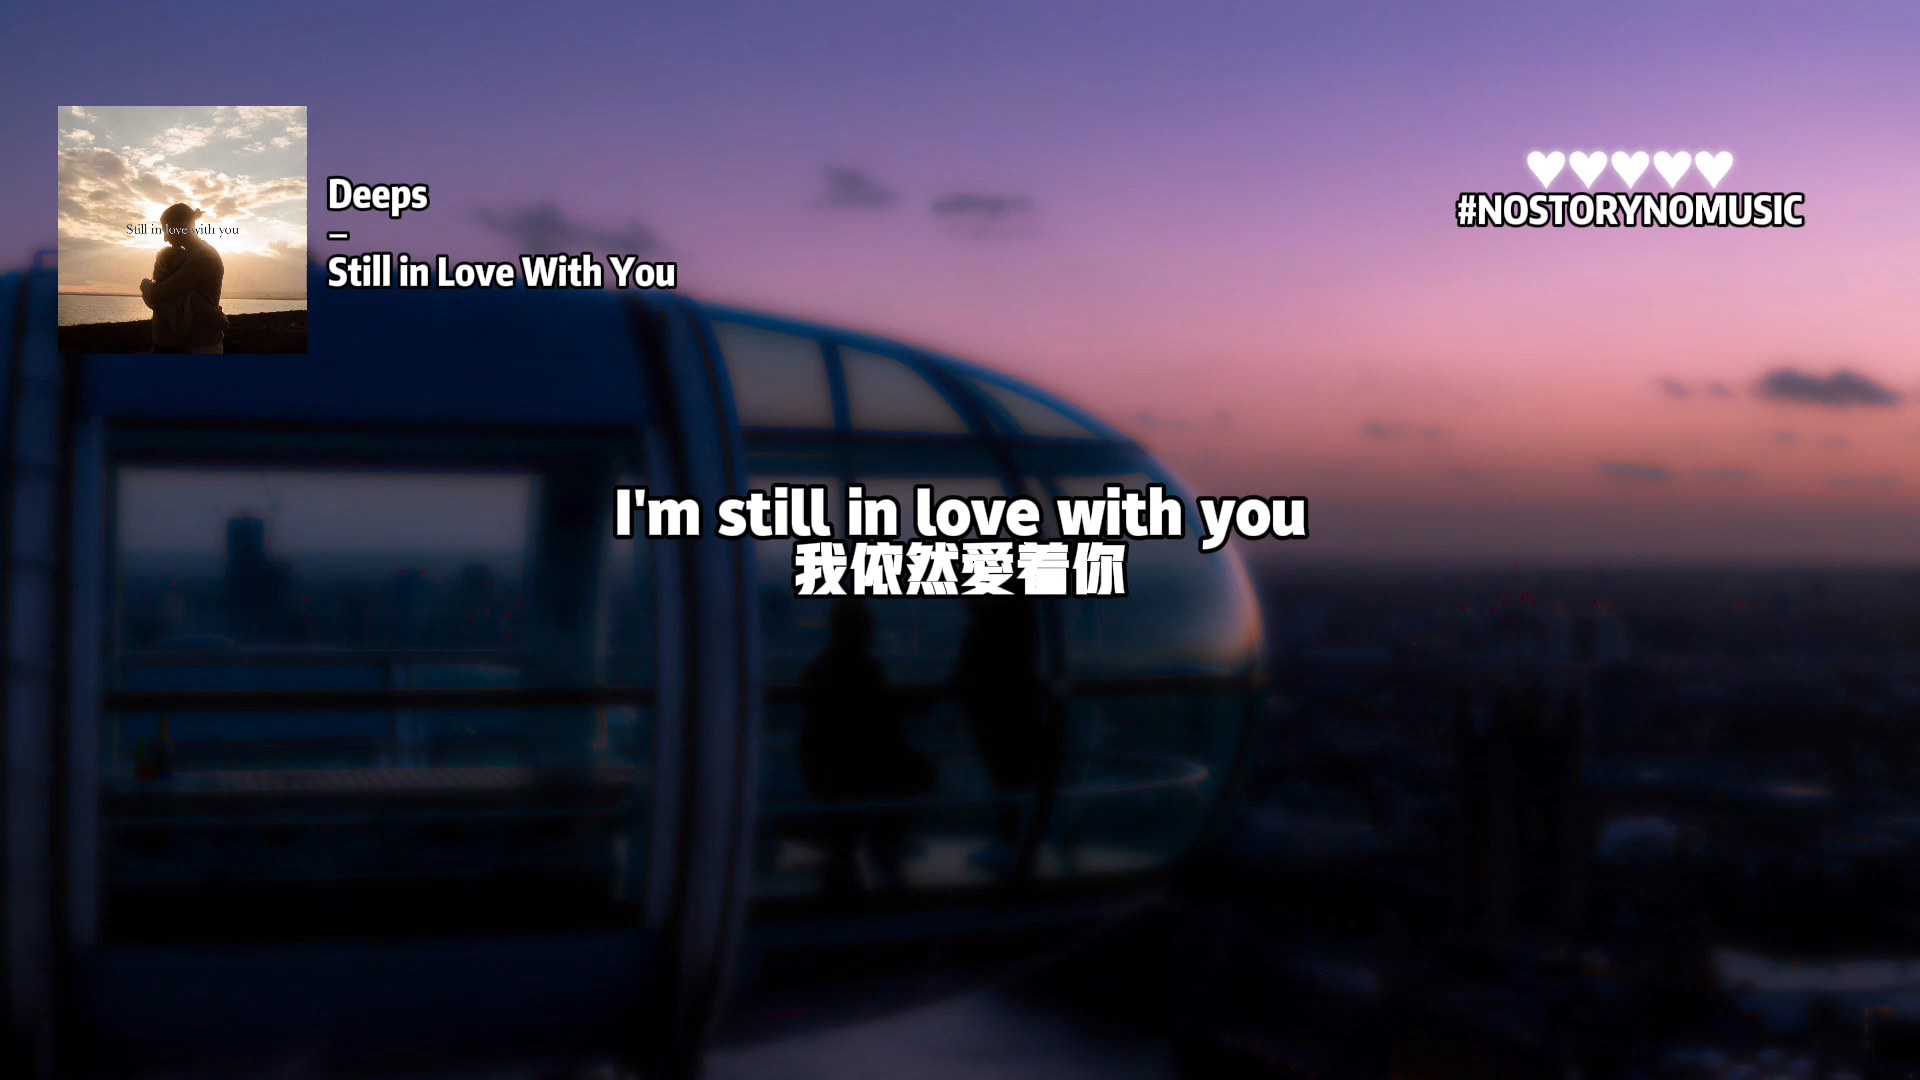 Still in love with you
Deeps
–
Still in Love With You
♥♥♥♥♥
#NOSTORYNOMUSIC
I'm still in love with you
我依然愛着你